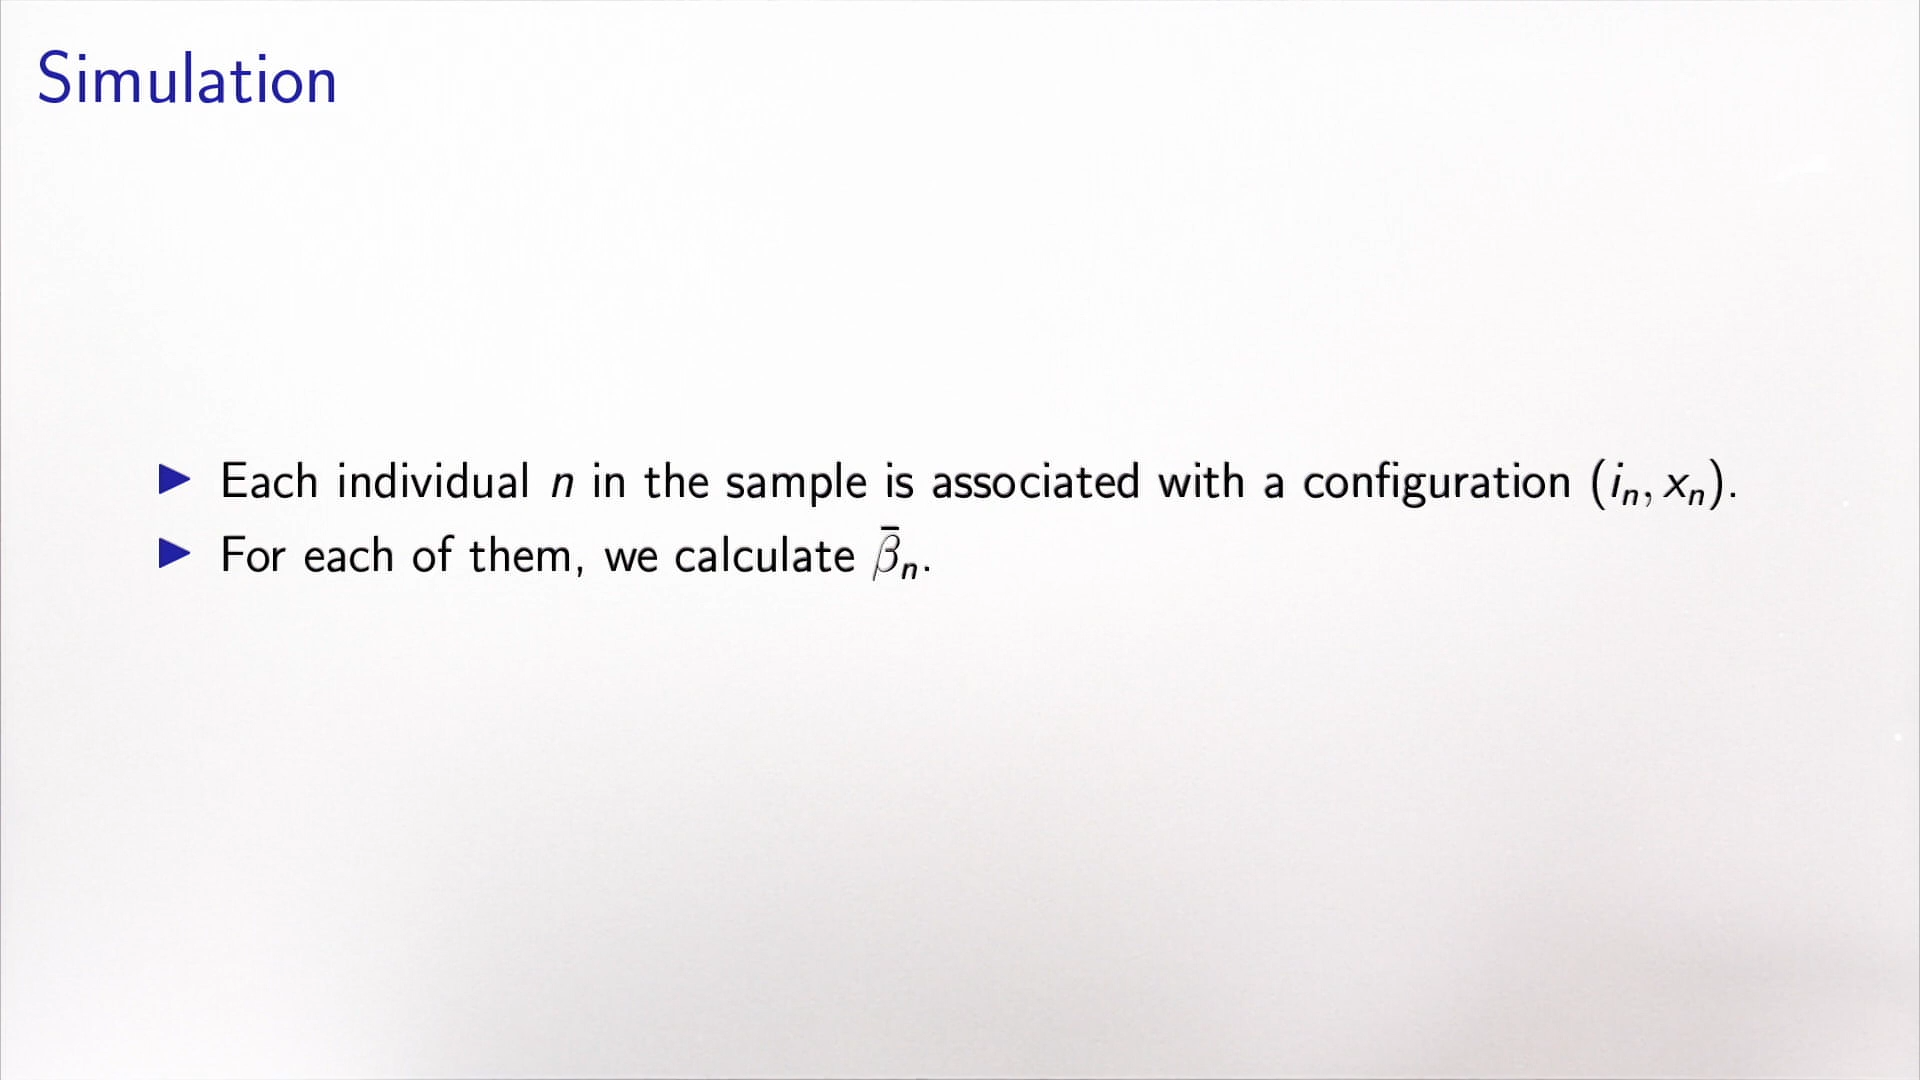 Simulation
▶ Each individual n in the sample is associated with a configuration (iₙ, xₙ).
▶ For each of them, we calculate β̄ₙ.